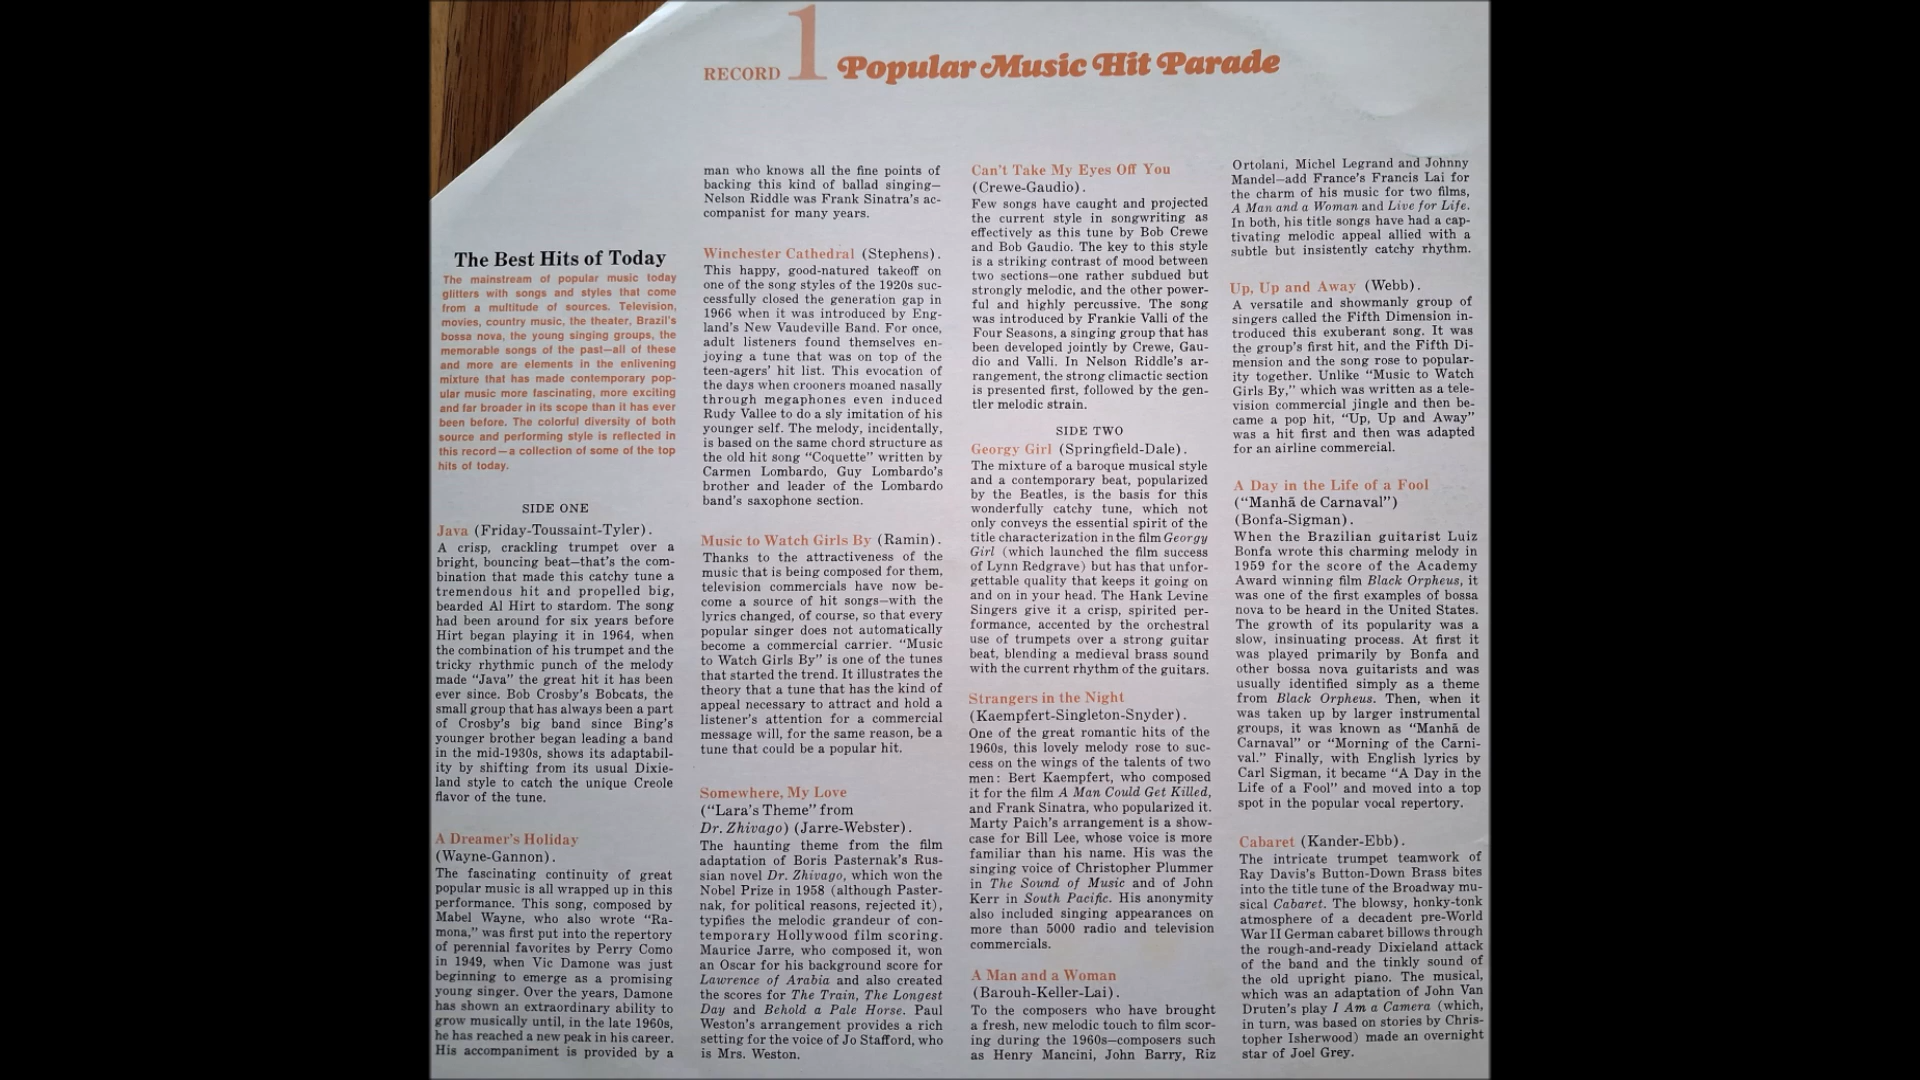 RECORD 1 Popular Music Hit Parade
The Best Hits of Today
The mainstream of popular music today
glitters with songs and styles that come
from a multitude of sources. Television,
movies, country music, the theater, Brazil's
bossa nova, the young singing groups, the
memorable songs of the past—all of these
and more are elements in the enlivening
mixture that has made contemporary pop-
ular music more fascinating, more exciting
and far broader in its scope than it has ever
been before. The colorful diversity of both
source and performing style is reflected in
this record—a collection of some of the top
hits of today.
SIDE ONE
Java (Friday-Toussaint-Tyler).
A crisp, crackling trumpet over a
bright, bouncing beat—that's the com-
bination that made this catchy tune a
tremendous hit and propelled big,
bearded Al Hirt to stardom. The song
had been around for six years before
Hirt began playing it in 1964, when
the combination of his trumpet and the
tricky rhythmic punch of the melody
made "Java" the great hit it has been
ever since. Bob Crosby's Bobcats, the
small group that has always been a part
of Crosby's big band since Bing's
younger brother began leading a band
in the mid-1930s, shows its adaptabil-
ity by shifting from its usual Dixie-
land style to catch the unique Creole
flavor of the tune.
A Dreamer's Holiday
(Wayne-Gannon).
The fascinating continuity of great
popular music is all wrapped up in this
performance. This song, composed by
Mabel Wayne, who also wrote "Ra-
mona," was first put into the repertory
of perennial favorites by Perry Como
in 1949, when Vic Damone was just
beginning to emerge as a promising
young singer. Over the years, Damone
has shown an extraordinary ability to
grow musically until, in the late 1960s,
he has reached a new peak in his career.
His accompaniment is provided by a
man who knows all the fine points of
backing this kind of ballad singing—
Nelson Riddle was Frank Sinatra's ac-
companist for many years.
Winchester Cathedral (Stephens).
This happy, good-natured takeoff on
one of the song styles of the 1920s suc-
cessfully closed the generation gap in
1966 when it was introduced by Eng-
land's New Vaudeville Band. For once,
adult listeners found themselves en-
joying a tune that was on top of the
teen-agers' hit list. This evocation of
the days when crooners moaned nasally
through megaphones even induced
Rudy Vallee to do a sly imitation of his
younger self. The melody, incidentally,
is based on the same chord structure as
the old hit song "Coquette" written by
Carmen Lombardo, Guy Lombardo's
brother and leader of the Lombardo
band's saxophone section.
Music to Watch Girls By (Ramin).
Thanks to the attractiveness of the
music that is being composed for them,
television commercials have now be-
come a source of hit songs—with the
lyrics changed, of course, so that every
popular singer does not automatically
become a commercial carrier. "Music
to Watch Girls By" is one of the tunes
that started the trend. It illustrates the
theory that a tune that has the kind of
appeal necessary to attract and hold a
listener's attention for a commercial
message will, for the same reason, be a
tune that could be a popular hit.
Somewhere, My Love
("Lara's Theme" from
Dr. Zhivago) (Jarre-Webster).
The haunting theme from the film
adaptation of Boris Pasternak's Rus-
sian novel Dr. Zhivago, which won the
Nobel Prize in 1958 (although Paster-
nak, for political reasons, rejected it),
typifies the melodic grandeur of con-
temporary Hollywood film scoring.
Maurice Jarre, who composed it, won
an Oscar for his background score for
Lawrence of Arabia and also created
the scores for The Train, The Longest
Day and Behold a Pale Horse. Paul
Weston's arrangement provides a rich
setting for the voice of Jo Stafford, who
is Mrs. Weston.
Can't Take My Eyes Off You
(Crewe-Gaudio).
Few songs have caught and projected
the current style in songwriting as
effectively as this tune by Bob Crewe
and Bob Gaudio. The key to this style
is a striking contrast of mood between
two sections—one rather subdued but
strongly melodic, and the other power-
ful and highly percussive. The song
was introduced by Frankie Valli of the
Four Seasons, a singing group that has
been developed jointly by Crewe, Gau-
dio and Valli. In Nelson Riddle's ar-
rangement, the strong climactic section
is presented first, followed by the gen-
tler melodic strain.
SIDE TWO
Georgy Girl (Springfield-Dale).
The mixture of a baroque musical style
and a contemporary beat, popularized
by the Beatles, is the basis for this
wonderfully catchy tune, which not
only conveys the essential spirit of the
title characterization in the film Georgy
Girl (which launched the film success
of Lynn Redgrave) but has that unfor-
gettable quality that keeps it going on
and on in your head. The Hank Levine
Singers give it a crisp, spirited per-
formance, accented by the orchestral
use of trumpets over a strong guitar
beat, blending a medieval brass sound
with the current rhythm of the guitars.
Strangers in the Night
(Kaempfert-Singleton-Snyder).
One of the great romantic hits of the
1960s, this lovely melody rose to suc-
cess on the wings of the talents of two
men: Bert Kaempfert, who composed
it for the film A Man Could Get Killed,
and Frank Sinatra, who popularized it.
Marty Paich's arrangement is a show-
case for Bill Lee, whose voice is more
familiar than his name. His was the
singing voice of Christopher Plummer
in The Sound of Music and of John
Kerr in South Pacific. His anonymity
also included singing appearances on
more than 5000 radio and television
commercials.
A Man and a Woman
(Barouh-Keller-Lai).
To the composers who have brought
a fresh, new melodic touch to film scor-
ing during the 1960s—composers such
as Henry Mancini, John Barry, Riz
Ortolani, Michel Legrand and Johnny
Mandel—add France's Francis Lai for
the charm of his music for two films,
A Man and a Woman and Live for Life.
In both, his title songs have had a cap-
tivating melodic appeal allied with a
subtle but insistently catchy rhythm.
Up, Up and Away (Webb).
A versatile and showmanly group of
singers called the Fifth Dimension in-
troduced this exuberant song. It was
the group's first hit, and the Fifth Di-
mension and the song rose to popular-
ity together. Unlike "Music to Watch
Girls By," which was written as a tele-
vision commercial jingle and then be-
came a pop hit, "Up, Up and Away"
was a hit first and then was adapted
for an airline commercial.
A Day in the Life of a Fool
("Manhã de Carnaval")
(Bonfa-Sigman).
When the Brazilian guitarist Luiz
Bonfa wrote this charming melody in
1959 for the score of the Academy
Award winning film Black Orpheus, it
was one of the first examples of bossa
nova to be heard in the United States.
The growth of its popularity was a
slow, insinuating process. At first it
was played primarily by Bonfa and
other bossa nova guitarists and was
usually identified simply as a theme
from Black Orpheus. Then, when it
was taken up by larger instrumental
groups, it was known as "Manhã de
Carnaval" or "Morning of the Carni-
val." Finally, with English lyrics by
Carl Sigman, it became "A Day in the
Life of a Fool" and moved into a top
spot in the popular vocal repertory.
Cabaret (Kander-Ebb).
The intricate trumpet teamwork of
Ray Davis's Button-Down Brass bites
into the title tune of the Broadway mu-
sical Cabaret. The blowsy, honky-tonk
atmosphere of a decadent pre-World
War II German cabaret billows through
the rough-and-ready Dixieland attack
of the band and the tinkly sound of
the old upright piano. The musical,
which was an adaptation of John Van
Druten's play I Am a Camera (which,
in turn, was based on stories by Chris-
topher Isherwood) made an overnight
star of Joel Grey.